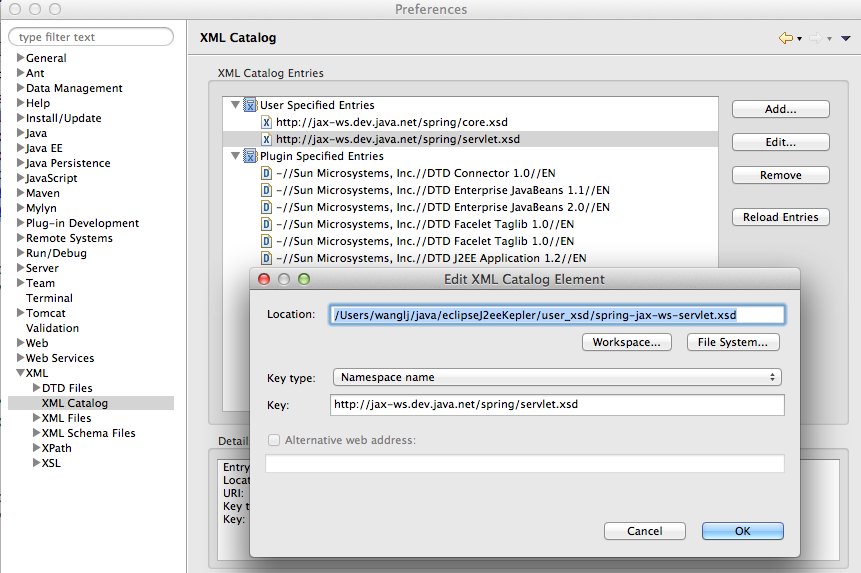 Preferences
type filter text
General
Ant
Data Management
Help
Install/Update
Java
Java EE
Java Persistence
JavaScript
Maven
Mylyn
Plug-in Development
Remote Systems
Run/Debug
Server
Team
Terminal
Tomcat
Validation
Web
Web Services
XML
DTD Files
XML Catalog
XML Files
XML Schema Files
XPath
XSL
XML Catalog
XML Catalog Entries
User Specified Entries
http://jax-ws.dev.java.net/spring/core.xsd
http://jax-ws.dev.java.net/spring/servlet.xsd
Plugin Specified Entries
-//Sun Microsystems, Inc.//DTD Connector 1.0//EN
-//Sun Microsystems, Inc.//DTD Enterprise JavaBeans 1.1//EN
-//Sun Microsystems, Inc.//DTD Enterprise JavaBeans 2.0//EN
-//Sun Microsystems, Inc.//DTD Facelet Taglib 1.0//EN
-//Sun Microsystems, Inc.//DTD Facelet Taglib 1.0//EN
-//Sun Microsystems, Inc.//DTD J2EE Application 1.2//EN
Add...
Edit...
Remove
Reload Entries
Detail
Entry
Locat
URI:
Key t
Key:
Edit XML Catalog Element
Location: /Users/wanglj/java/eclipseJ2eeKepler/user_xsd/spring-jax-ws-servlet.xsd
Workspace... File System...
Key type: Namespace name
Key: http://jax-ws.dev.java.net/spring/servlet.xsd
Alternative web address:
Cancel OK